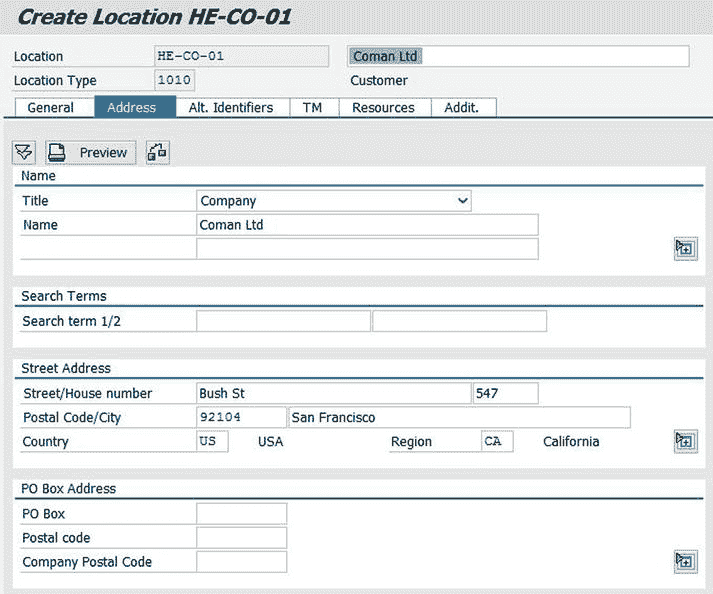 Create Location HE-CO-01
Location HE-CO-01 Coman Ltd
Location Type 1010 Customer
General Address Alt. Identifiers TM Resources Addit.
Preview
Name
Title Company
Name Coman Ltd
Search Terms
Search term 1/2
Street Address
Street/House number Bush St 547
Postal Code/City 92104 San Francisco
Country US USA Region CA California
PO Box Address
PO Box
Postal code
Company Postal Code